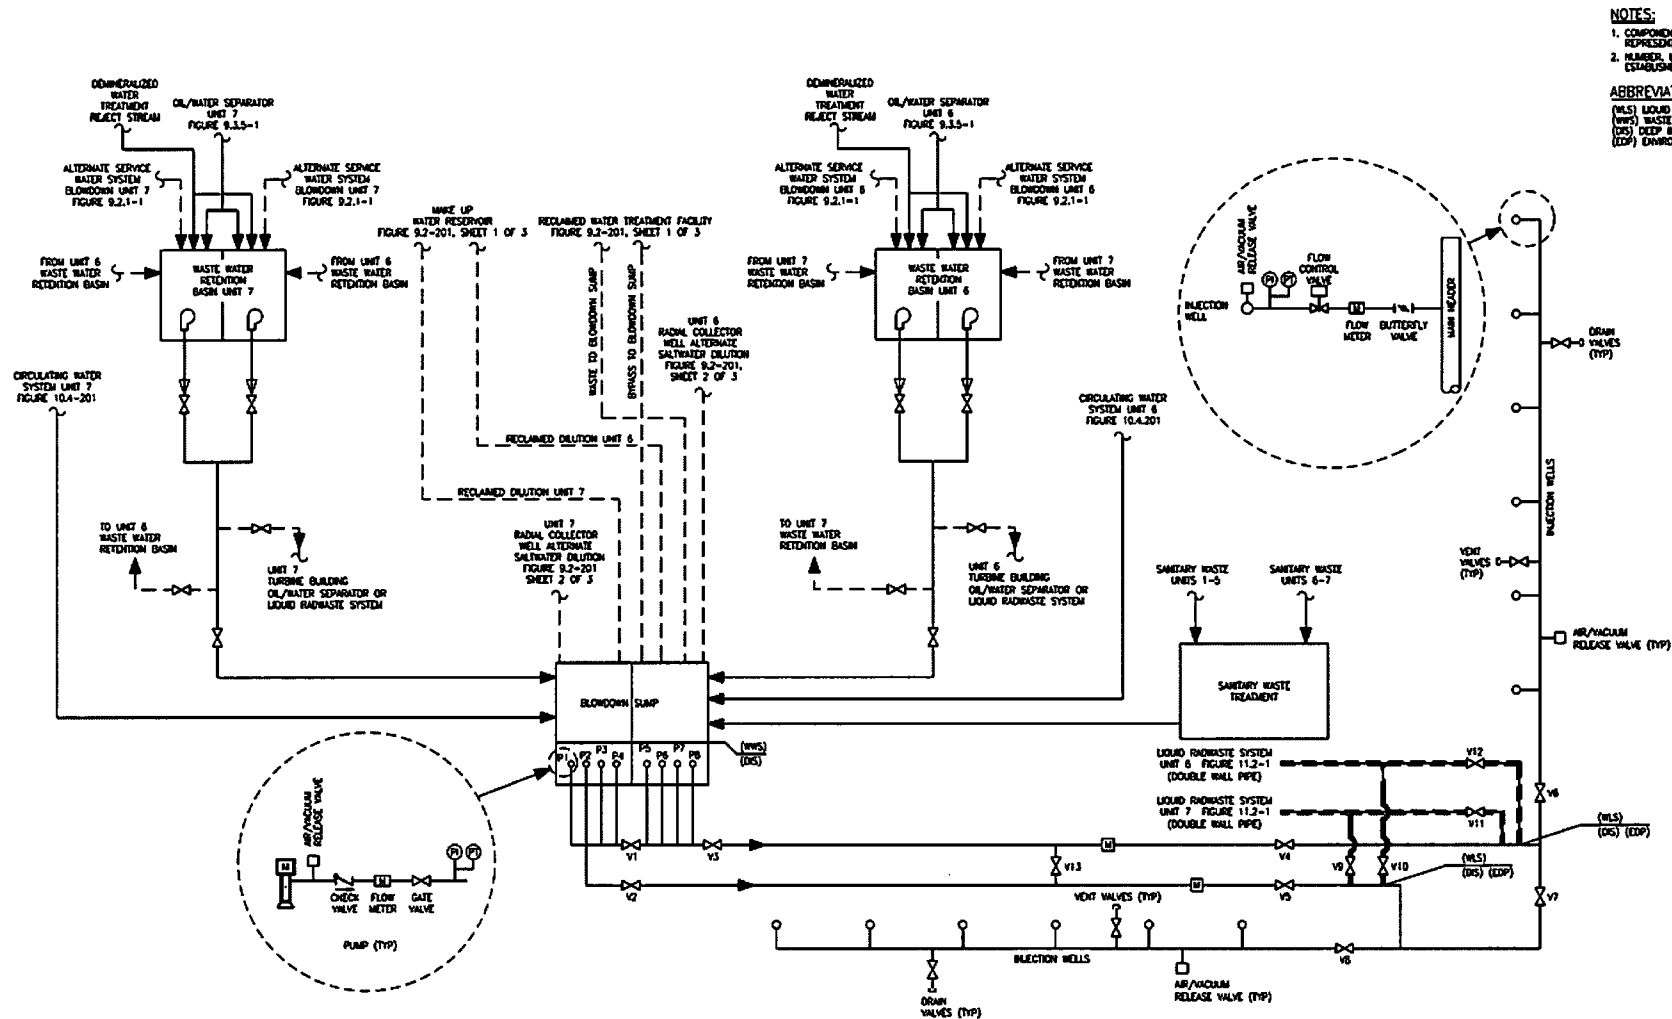 NOTES:
1. COMPONEN
REPRESEN
2. NUMBER,
ESTABLISH
ABBREVIAT
(WLS) LIQUID
(WWS) WASTE
(DIS) DEEP
(EDP) ENVIRO
DEMINERALIZED
WATER
TREATMENT
REJECT STREAM
OIL/WATER SEPARATOR
UNIT 7
FIGURE 9.3.5-1
ALTERNATE SERVICE
WATER SYSTEM
BLOWDOWN UNIT 7
FIGURE 9.2.1-1
ALTERNATE SERVICE
WATER SYSTEM
BLOWDOWN UNIT 7
FIGURE 9.2.1-1
FROM UNIT 6
WASTE WATER
RETENTION BASIN
WASTE WATER
RETENTION
BASIN UNIT 7
FROM UNIT 6
WASTE WATER
RETENTION BASIN
MAKE UP
WATER RESERVOIR
FIGURE 9.2-201, SHEET 1 OF 3
RECLAIMED WATER TREATMENT FACILITY
FIGURE 9.2-201, SHEET 1 OF 3
WASTE TO BLOWDOWN SUMP
BYPASS TO BLOWDOWN SUMP
UNIT 6
RADIAL COLLECTOR
WELL ALTERNATE
SALTWATER DILUTION
FIGURE 9.2-201,
SHEET 2 OF 3
DEMINERALIZED
WATER
TREATMENT
REJECT STREAM
OIL/WATER SEPARATOR
UNIT 6
FIGURE 9.3.5-1
ALTERNATE SERVICE
WATER SYSTEM
BLOWDOWN UNIT 6
FIGURE 9.2.1-1
ALTERNATE SERVICE
WATER SYSTEM
BLOWDOWN UNIT 6
FIGURE 9.2.1-1
FROM UNIT 7
WASTE WATER
RETENTION BASIN
WASTE WATER
RETENTION
BASIN UNIT 6
FROM UNIT 7
WASTE WATER
RETENTION BASIN
AIR/VACUUM
RELEASE VALVE
PI
PT
FLOW
CONTROL
VALVE
INJECTION
WELL
M
FLOW
METER
BUTTERFLY
VALVE
MAIN HEADER
DRAIN
VALVES
(TYP)
CIRCULATING WATER
SYSTEM UNIT 7
FIGURE 10.4-201
CIRCULATING WATER
SYSTEM UNIT 6
FIGURE 10.4.201
RECLAIMED DILUTION UNIT 6
RECLAIMED DILUTION UNIT 7
INJECTION WELLS
TO UNIT 6
WASTE WATER
RETENTION BASIN
UNIT 7
TURBINE BUILDING
OIL/WATER SEPARATOR OR
LIQUID RADWASTE SYSTEM
UNIT 7
RADIAL COLLECTOR
WELL ALTERNATE
SALTWATER DILUTION
FIGURE 9.2-201
SHEET 2 OF 3
TO UNIT 7
WASTE WATER
RETENTION BASIN
UNIT 6
TURBINE BUILDING
OIL/WATER SEPARATOR OR
LIQUID RADWASTE SYSTEM
SANITARY WASTE
UNITS 1-5
SANITARY WASTE
UNITS 6-7
VENT
VALVES
(TYP)
AIR/VACUUM
RELEASE VALVE (TYP)
SANITARY WASTE
TREATMENT
BLOWDOWN SUMP
P1
P2
P3
P4
P5
P6
P7
P8
(WWS)
(DIS)
LIQUID RADWASTE SYSTEM
UNIT 6 FIGURE 11.2-1
(DOUBLE WALL PIPE)
V12
LIQUID RADWASTE SYSTEM
UNIT 7 FIGURE 11.2-1
(DOUBLE WALL PIPE)
V11
V6
(WLS)
(DIS) (EDP)
AIR/VACUUM
RELEASE VALVE
M
PI
PT
CHECK
VALVE
M
FLOW
METER
GATE
VALVE
PUMP (TYP)
V1
V3
M
V4
V13
V9
V10
(WLS)
(DIS) (EDP)
V2
M
V5
V7
VENT VALVES (TYP)
INJECTION WELLS
V8
DRAIN
VALVES (TYP)
AIR/VACUUM
RELEASE VALVE (TYP)